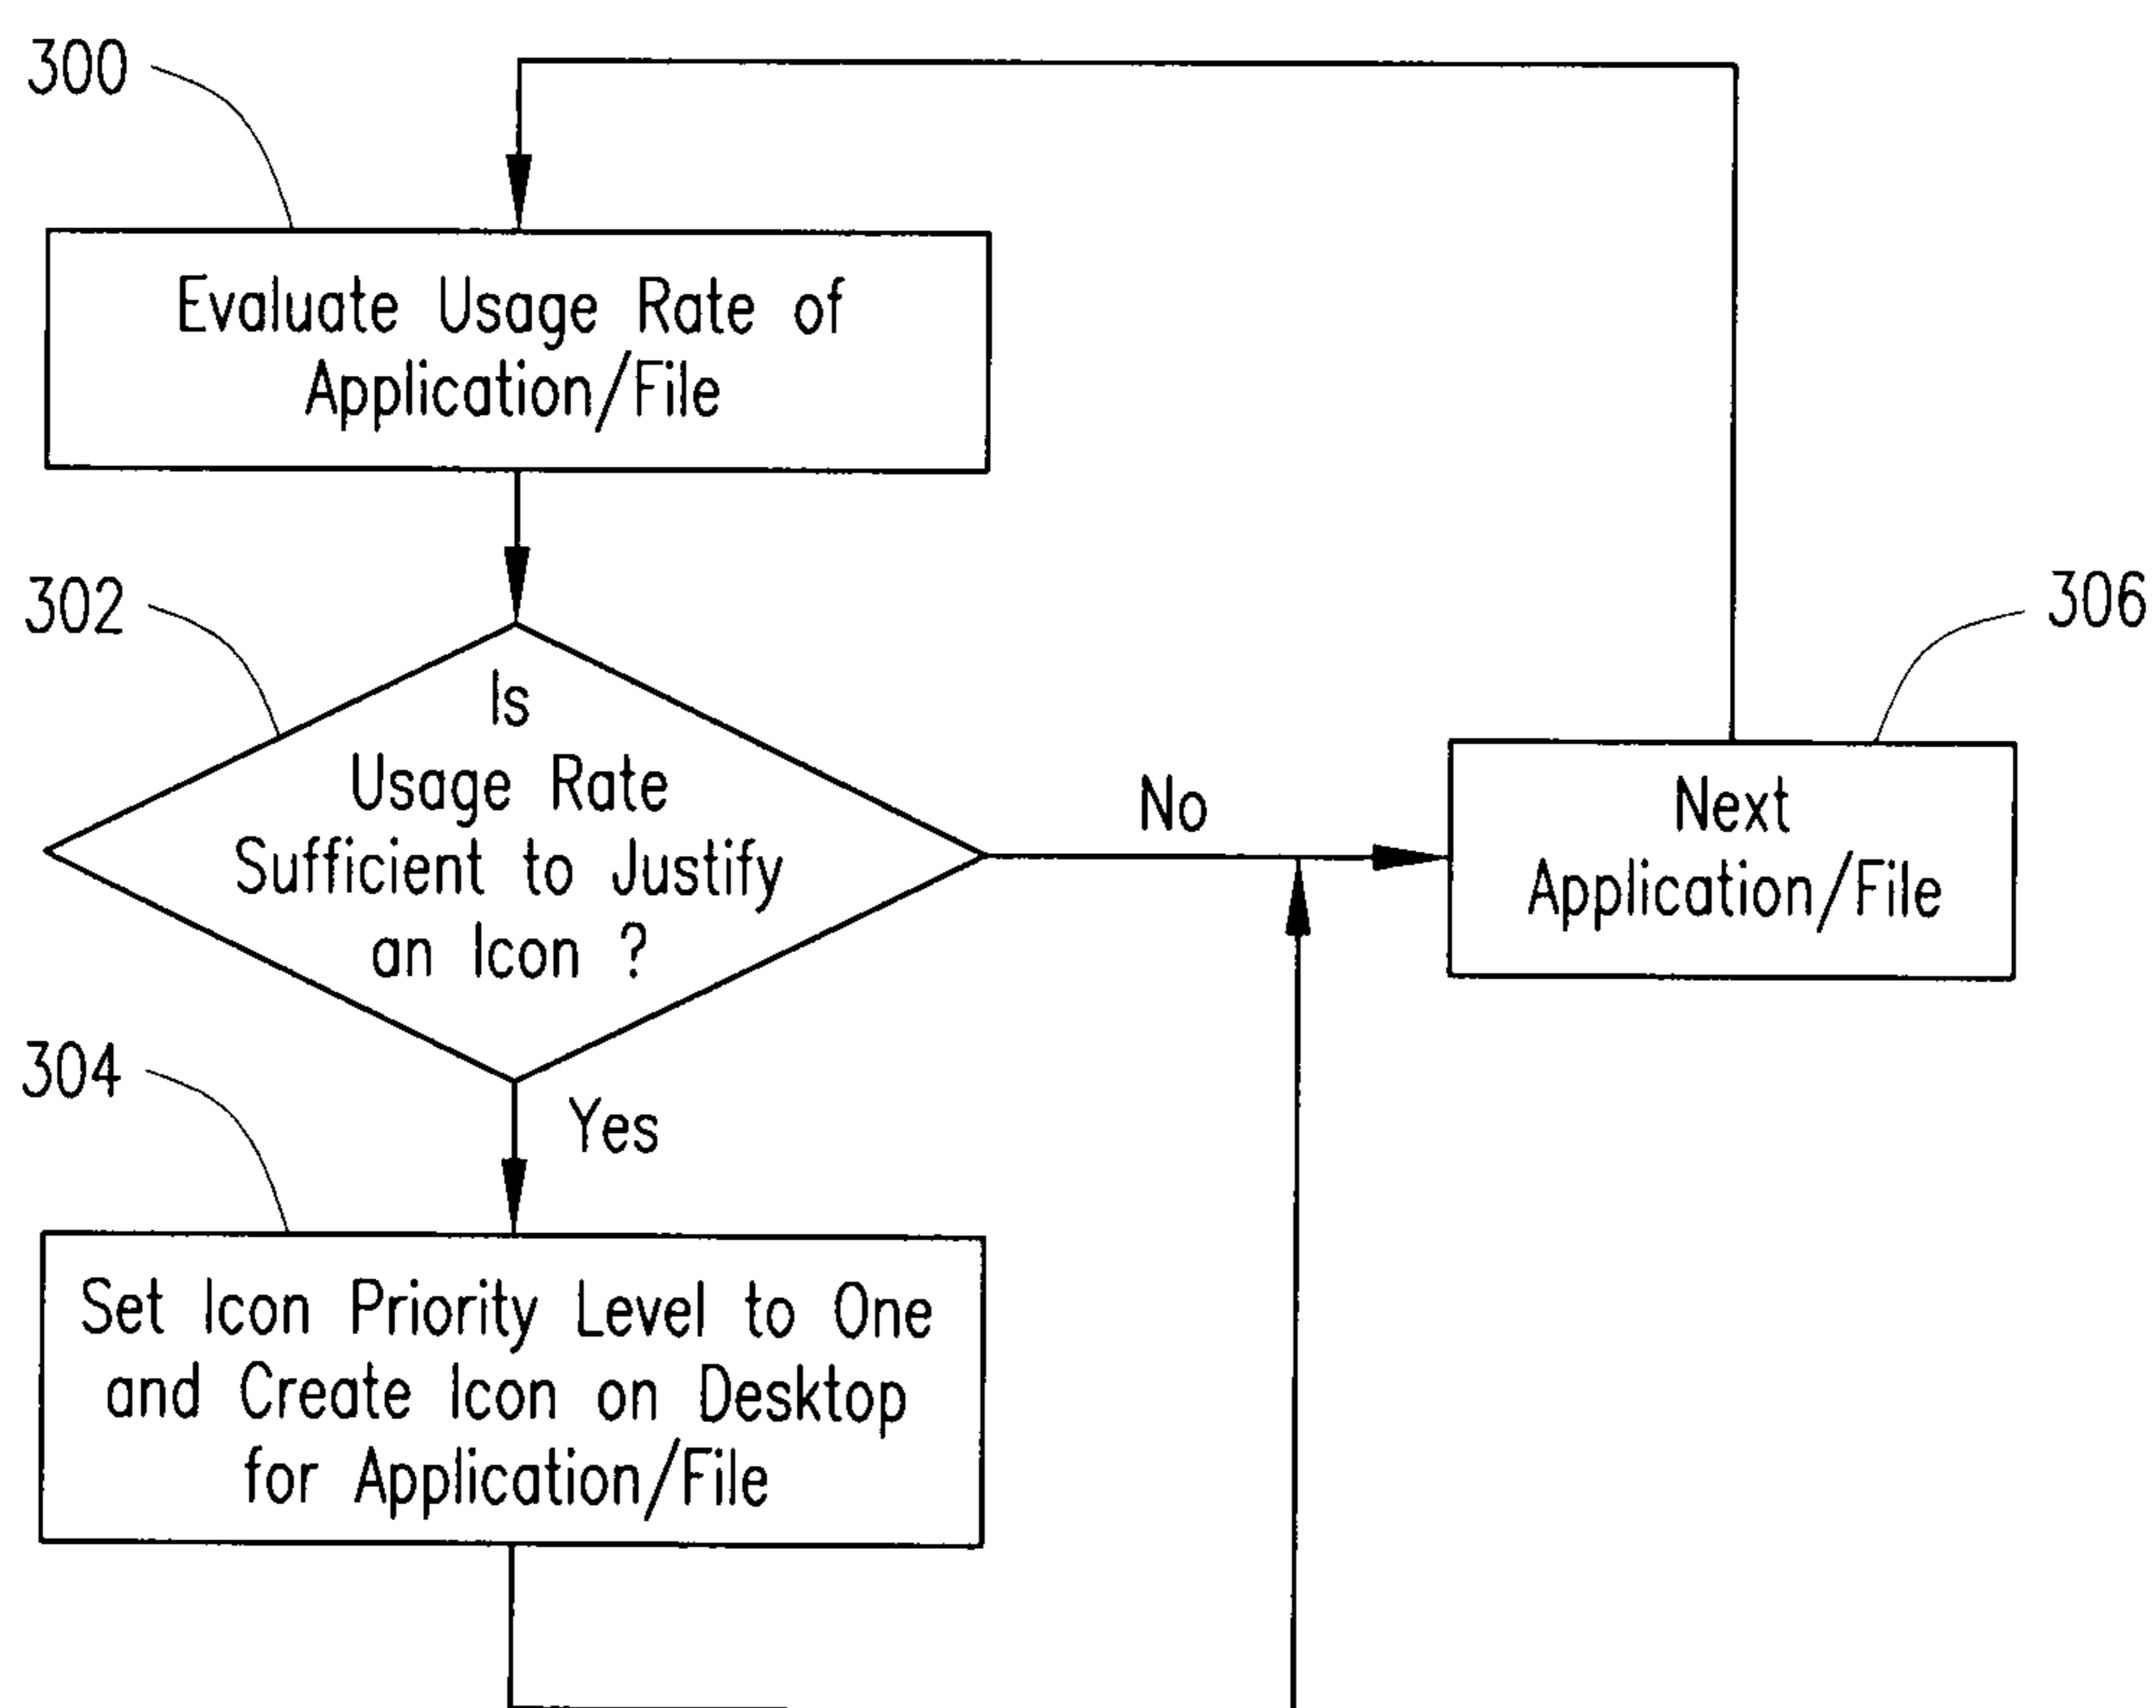 300
Evaluate Usage Rate of
Application/File
302
Is
Usage Rate
Sufficient to Justify
an Icon ?
No
306
Next
Application/File
304
Yes
Set Icon Priority Level to One
and Create Icon on Desktop
for Application/File